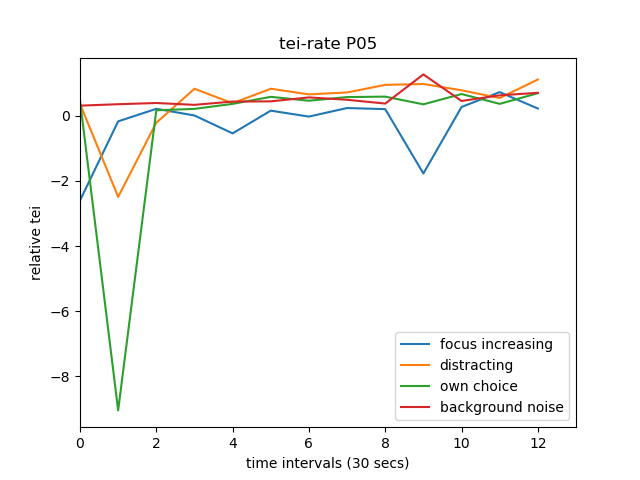 tei-rate P05
relative tei
0
−2
−4
−6
−8
focus increasing
distracting
own choice
background noise
0 2 4 6 8 10 12
time intervals (30 secs)